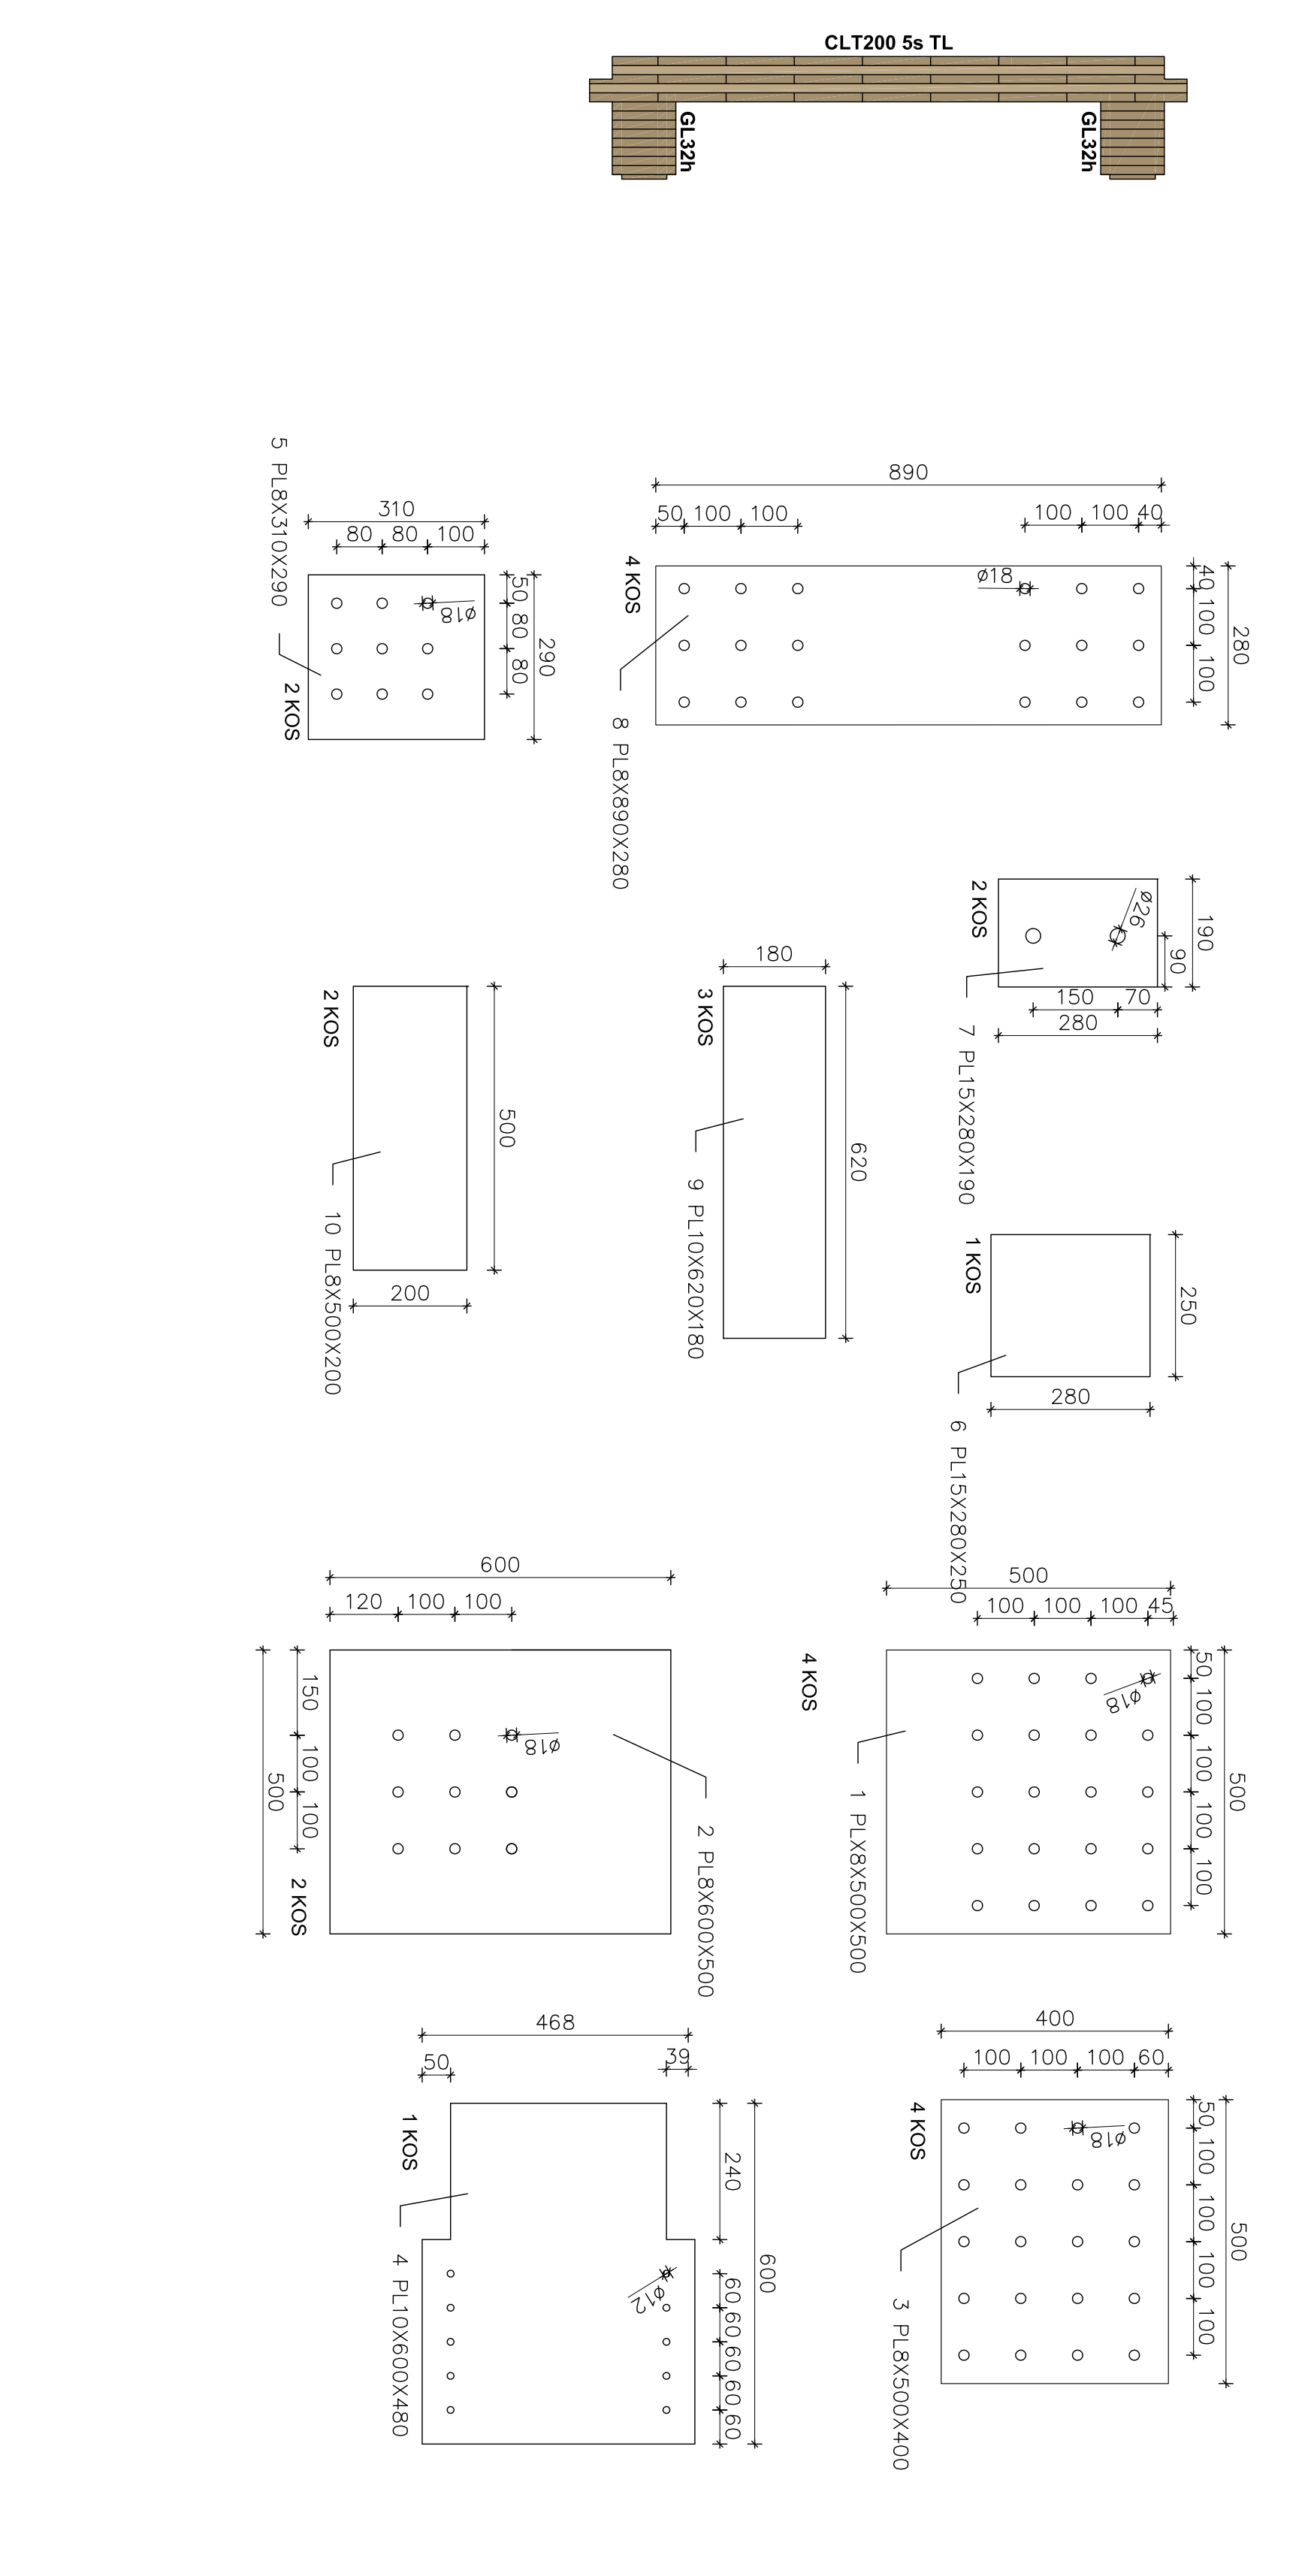 CLT200 5s TL
GL32h
GL32h
890
50
100
100
100
100
40
4 KOS
ø18
40
100
100
280
8 PL8X890X280
5 PL8X310X290
310
80
80
100
ø18
50
80
80
290
2 KOS
2 KOS
ø26
190
90
150
70
280
7 PL15X280X190
180
3 KOS
620
9 PL10X620X180
2 KOS
500
200
10 PL8X500X200
1 KOS
250
280
6 PL15X280X250
600
120
100
100
150
100
100
500
ø18
2 KOS
2 PL8X600X500
500
100
100
100
45
4 KOS
ø18
50
100
100
100
100
500
1 PLX8X500X500
468
50
39
1 KOS
240
600
ø12
60
60
60
60
60
4 PL10X600X480
400
100
100
100
60
4 KOS
ø18
50
100
100
100
100
500
3 PL8X500X400